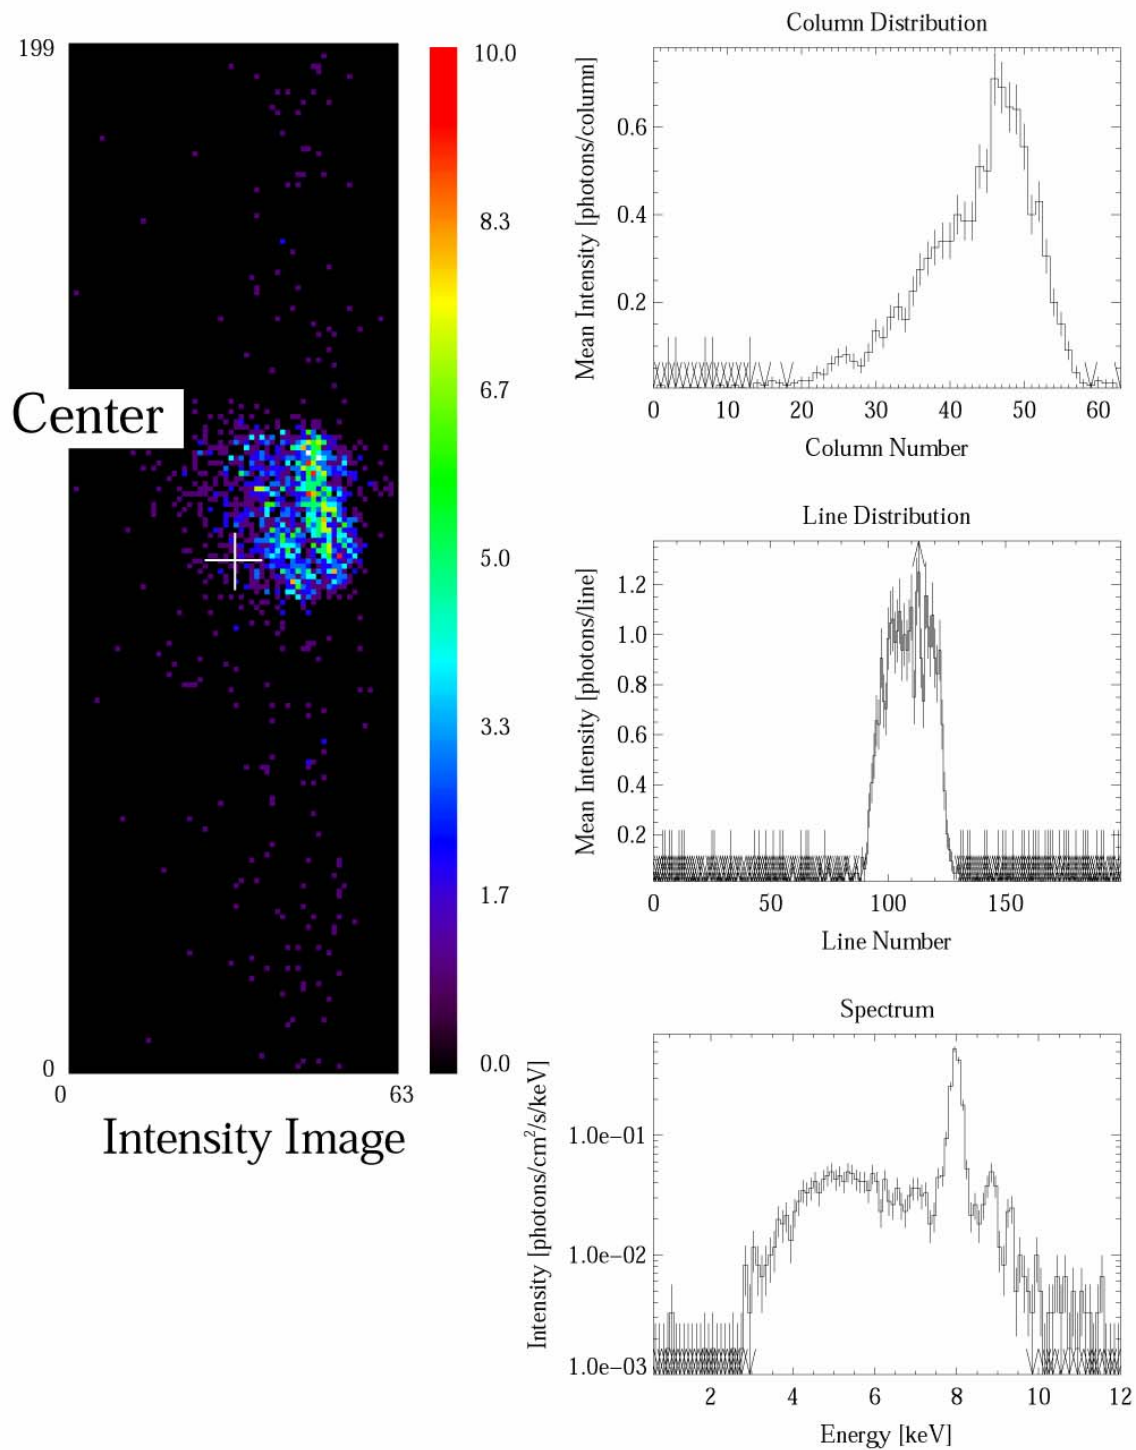 199
Center
0
0
63
Intensity Image
10.0
8.3
6.7
5.0
3.3
1.7
0.0
Column Distribution
Mean Intensity [photons/column]
0.6
0.4
0.2
0 10 20 30 40 50 60
Column Number
Line Distribution
Mean Intensity [photons/line]
1.2
1.0
0.8
0.6
0.4
0.2
0 50 100 150
Line Number
Spectrum
Intensity [photons/cm²/s/keV]
1.0e−01
1.0e−02
1.0e−03
2 4 6 8 10 12
Energy [keV]